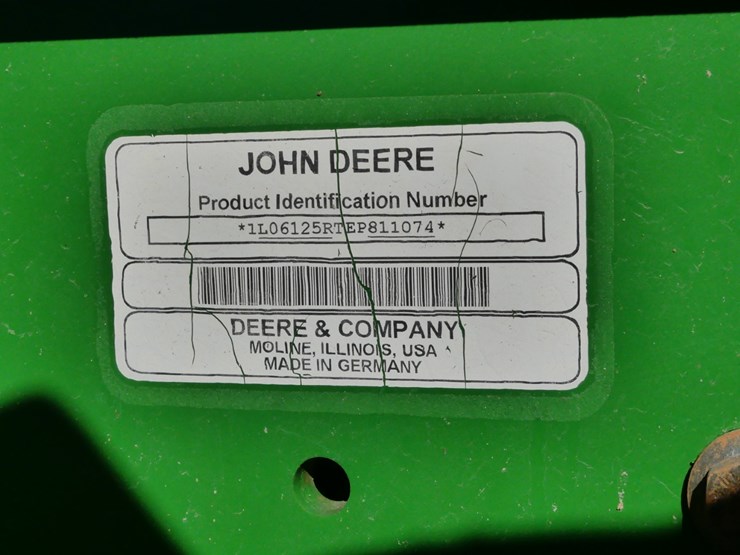 JOHN DEERE
Product Identification Number
*1L06125RTEP811074*
DEERE & COMPANY
MOLINE, ILLINOIS, USA
MADE IN GERMANY